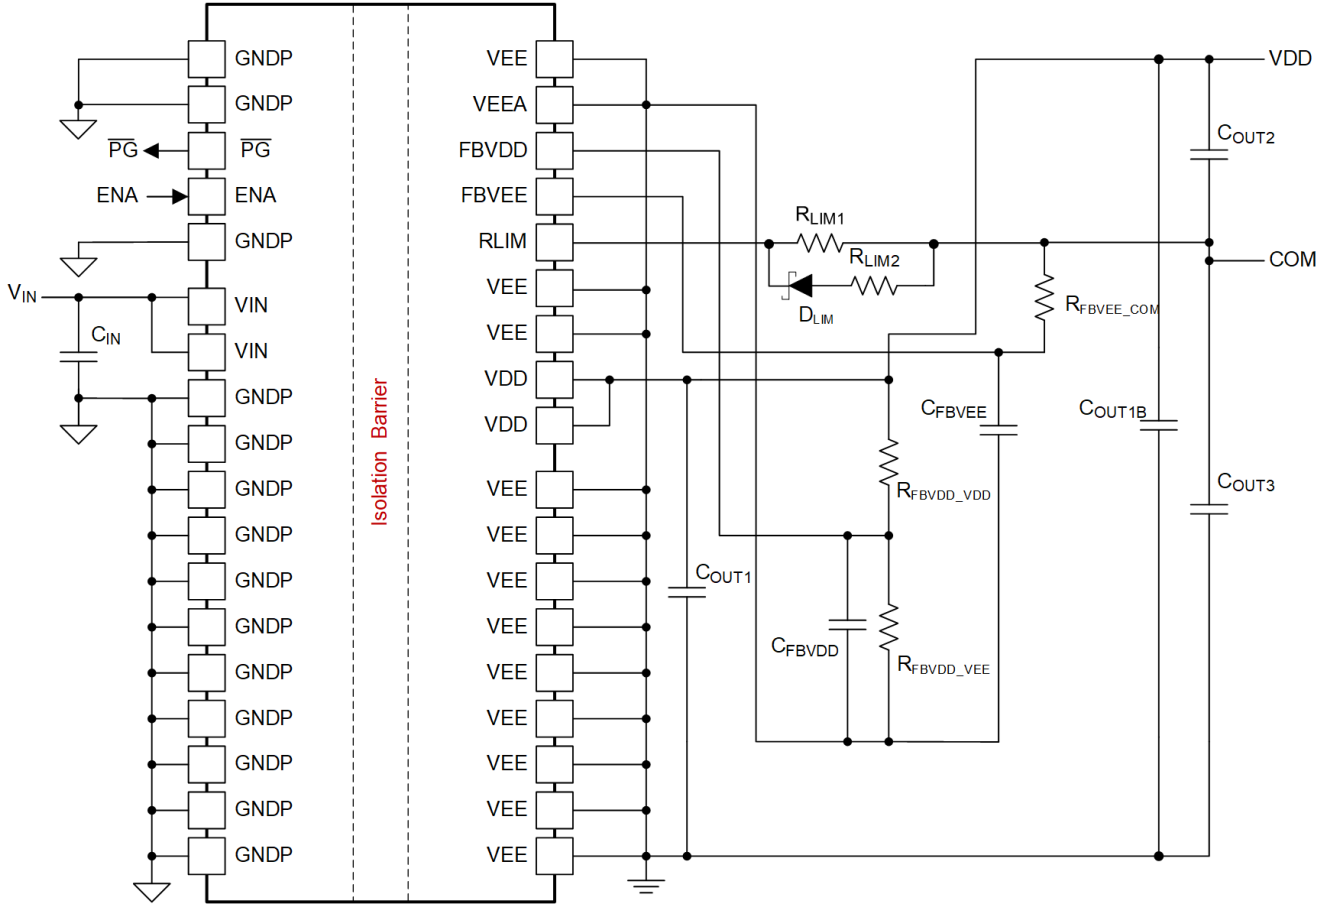 GNDP VEE VDD
GNDP VEEA
PG PG FBVDD COUT2
ENA ENA FBVEE
RLIM1
GNDP RLIM RLIM2 COM
VIN VIN VEE DLIM RFBVEE_COM
CIN VEE
VIN VDD
GNDP VDD CFBVEE COUT1B
GNDP Isolation Barrier
GNDP VEE RFBVDD_VDD COUT3
GNDP VEE
GNDP VEE COUT1
GNDP VEE CFBVDD
GNDP VEE RFBVDD_VEE
GNDP VEE
GNDP VEE
GNDP VEE
GNDP VEE